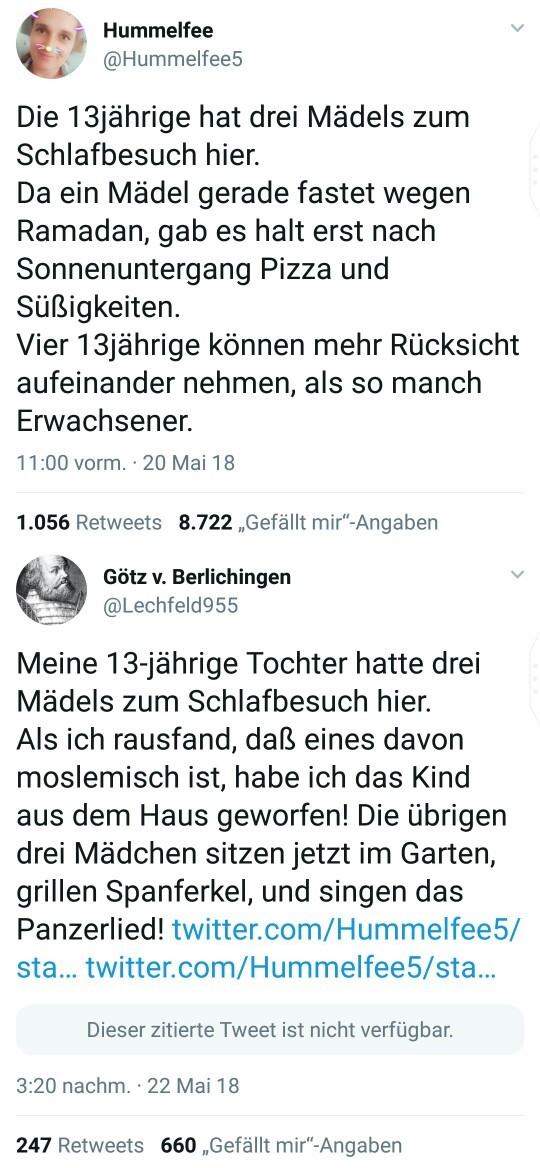 Hummelfee
@Hummelfee5
Die 13jährige hat drei Mädels zum
Schlafbesuch hier.
Da ein Mädel gerade fastet wegen
Ramadan, gab es halt erst nach
Sonnenuntergang Pizza und
Süßigkeiten.
Vier 13jährige können mehr Rücksicht
aufeinander nehmen, als so manch
Erwachsener.
11:00 vorm. · 20 Mai 18
1.056 Retweets 8.722 „Gefällt mir“-Angaben
Götz v. Berlichingen
@Lechfeld955
Meine 13-jährige Tochter hatte drei
Mädels zum Schlafbesuch hier.
Als ich rausfand, daß eines davon
moslemisch ist, habe ich das Kind
aus dem Haus geworfen! Die übrigen
drei Mädchen sitzen jetzt im Garten,
grillen Spanferkel, und singen das
Panzerlied! twitter.com/Hummelfee5/
sta… twitter.com/Hummelfee5/sta…
Dieser zitierte Tweet ist nicht verfügbar.
3:20 nachm. · 22 Mai 18
247 Retweets 660 „Gefällt mir“-Angaben